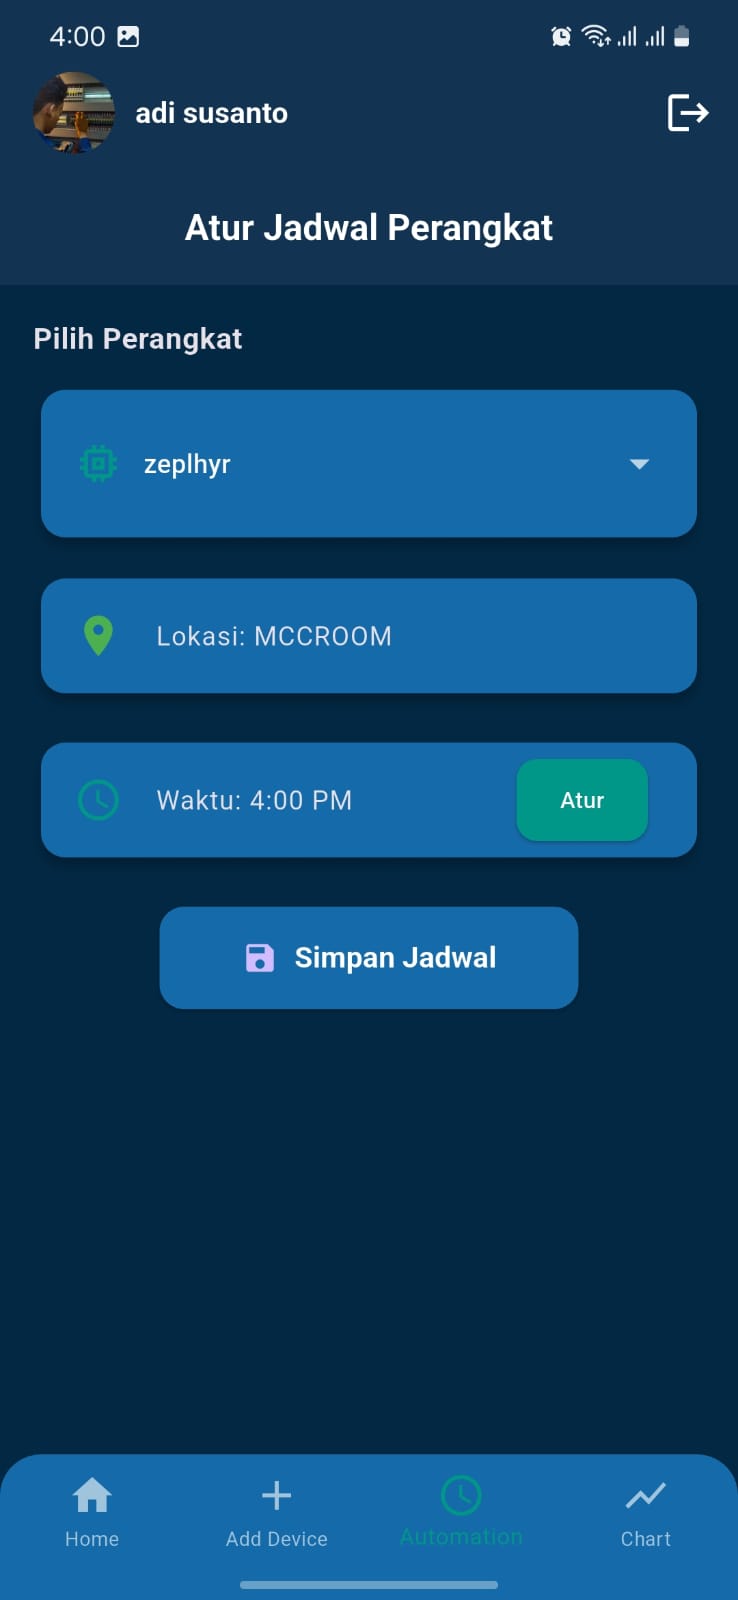 4:00
adi susanto
Atur Jadwal Perangkat
Pilih Perangkat
zeplhyr
Lokasi: MCCROOM
Waktu: 4:00 PM
Atur
Simpan Jadwal
Home
Add Device
Automation
Chart